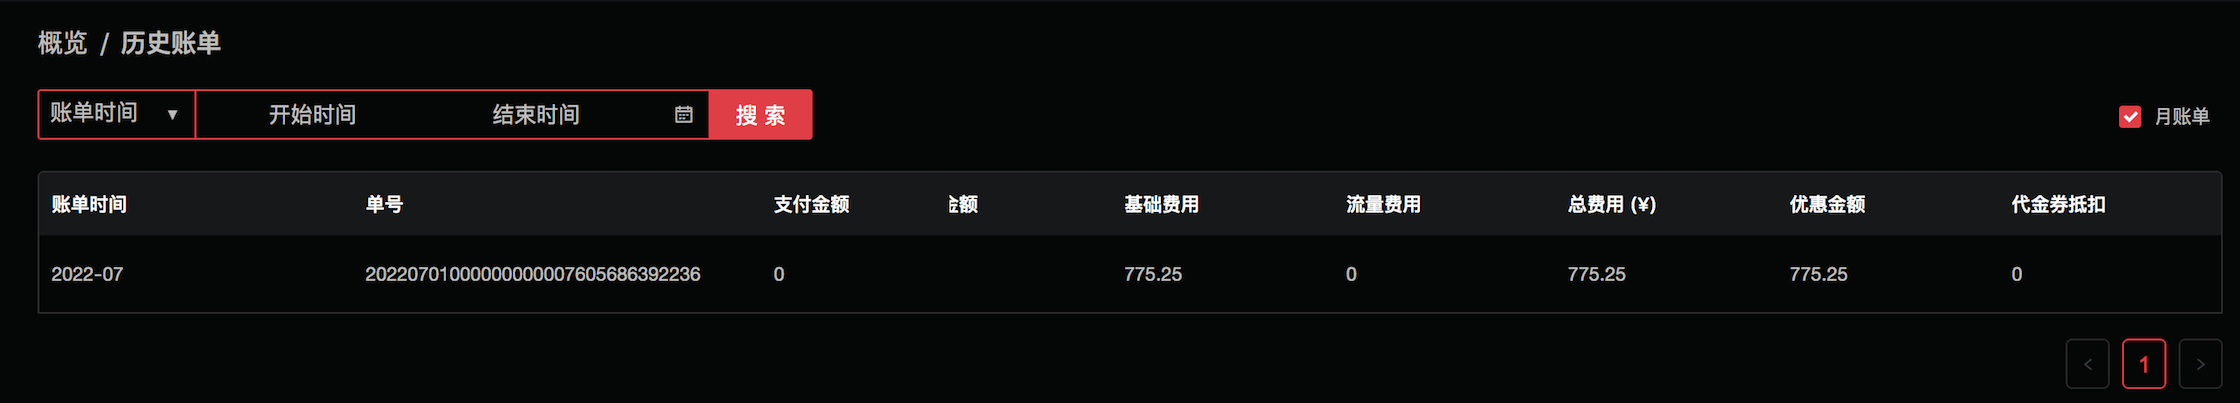 概览 / 历史账单
账单时间 开始时间 结束时间 搜 索 月账单
账单时间 单号 支付金额 金额 基础费用 流量费用 总费用 (¥) 优惠金额 代金券抵扣
2022-07 20220701000000000007605686392236 0 775.25 0 775.25 775.25 0
1